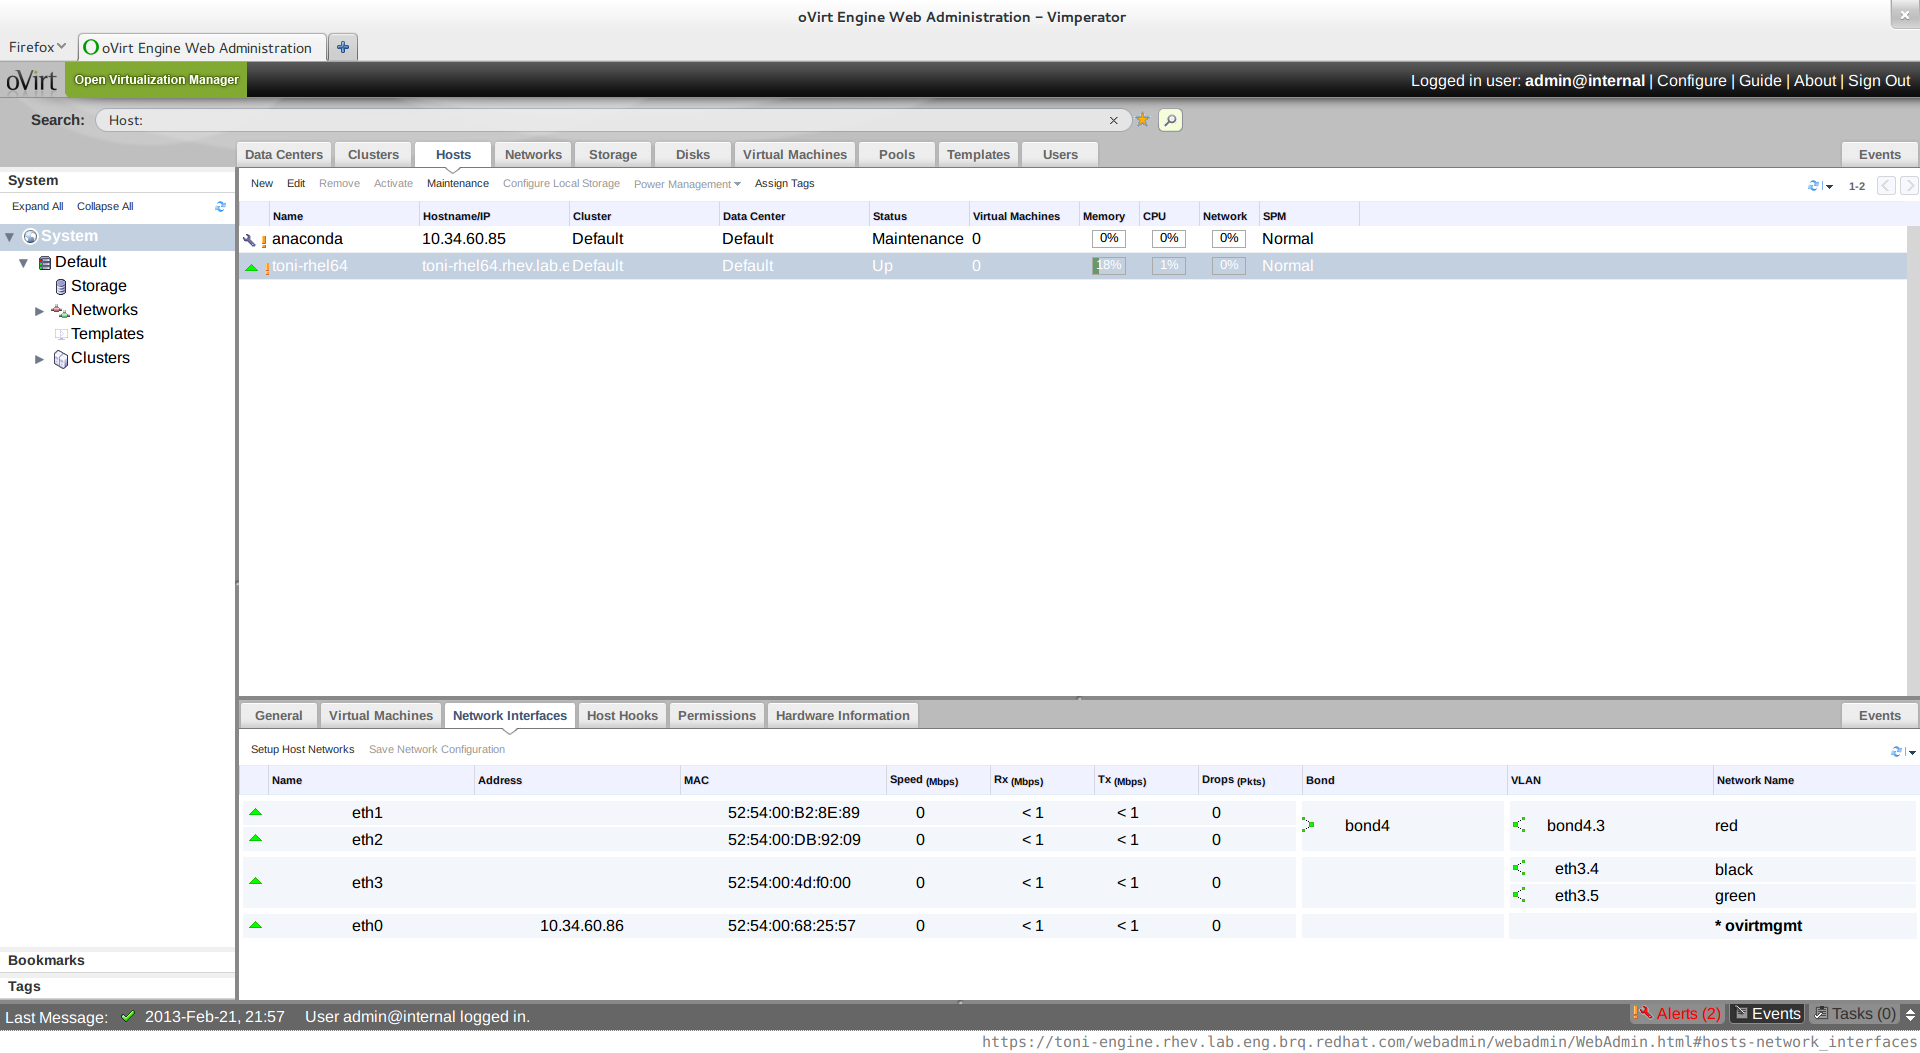 oVirt Engine Web Administration - Vimperator
Firefox
oVirt Engine Web Administration
oVirt Open Virtualization Manager
Logged in user: admin@internal | Configure | Guide | About | Sign Out
Search: Host:
Data Centers Clusters Hosts Networks Storage Disks Virtual Machines Pools Templates Users Events
System
Expand All Collapse All
System
Default
Storage
Networks
Templates
Clusters
Bookmarks
Tags
New Edit Remove Activate Maintenance Configure Local Storage Power Management Assign Tags 1-2
Name Hostname/IP Cluster Data Center Status Virtual Machines Memory CPU Network SPM
anaconda 10.34.60.85 Default Default Maintenance 0 0% 0% 0% Normal
toni-rhel64 toni-rhel64.rhev.lab.e Default Default Up 0 18% 1% 0% Normal
General Virtual Machines Network Interfaces Host Hooks Permissions Hardware Information Events
Setup Host Networks Save Network Configuration
Name Address MAC Speed (Mbps) Rx (Mbps) Tx (Mbps) Drops (Pkts) Bond VLAN Network Name
eth1 52:54:00:B2:8E:89 0 < 1 < 1 0
bond4 bond4.3 red
eth2 52:54:00:DB:92:09 0 < 1 < 1 0
eth3.4 black
eth3 52:54:00:4d:f0:00 0 < 1 < 1 0
eth3.5 green
eth0 10.34.60.86 52:54:00:68:25:57 0 < 1 < 1 0 * ovirtmgmt
Last Message: 2013-Feb-21, 21:57 User admin@internal logged in. Alerts (2) Events Tasks (0)
https://toni-engine.rhev.lab.eng.brq.redhat.com/webadmin/webadmin/WebAdmin.html#hosts-network_interfaces